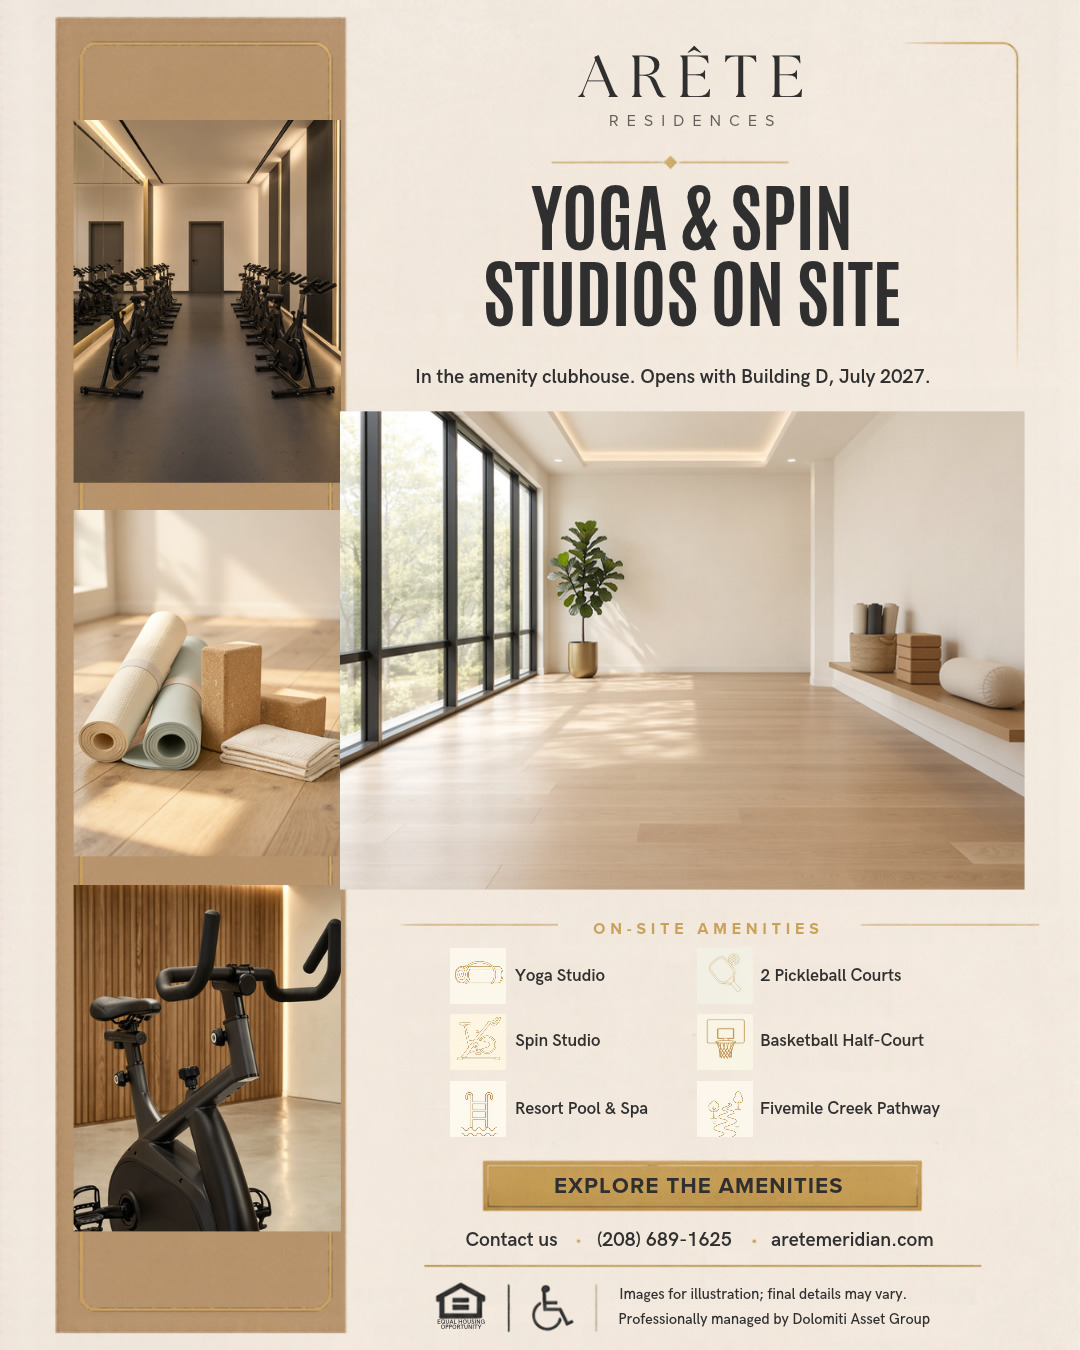 ARÊTE
RESIDENCES
YOGA & SPIN
STUDIOS ON SITE
In the amenity clubhouse. Opens with Building D, July 2027.
ON-SITE AMENITIES
Yoga Studio
2 Pickleball Courts
Spin Studio
Basketball Half-Court
Resort Pool & Spa
Fivemile Creek Pathway
EXPLORE THE AMENITIES
Contact us • (208) 689-1625 • aretemeridian.com
EQUAL HOUSING
OPPORTUNITY
Images for illustration; final details may vary.
Professionally managed by Dolomiti Asset Group